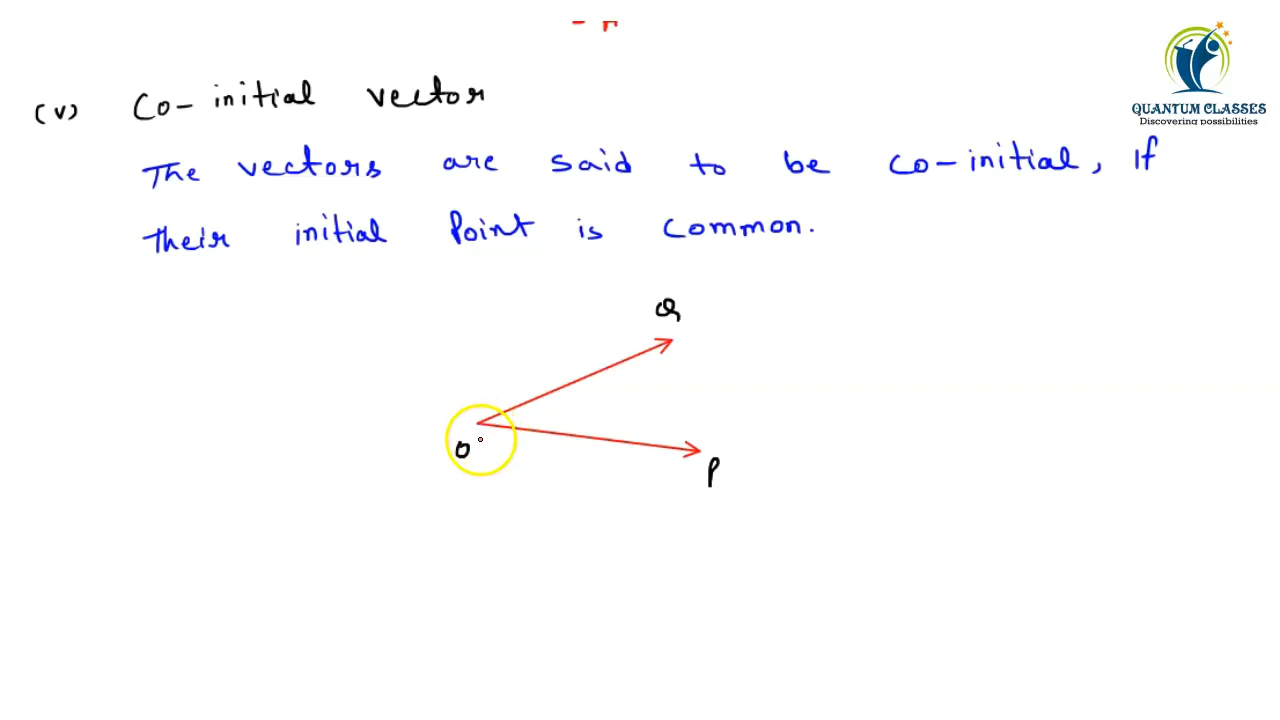 QUANTUM CLASSES
Discovering possibilities
(v) Co-initial vector
The vectors are said to be co-initial, If
Their initial Point is common.
Q
O
P